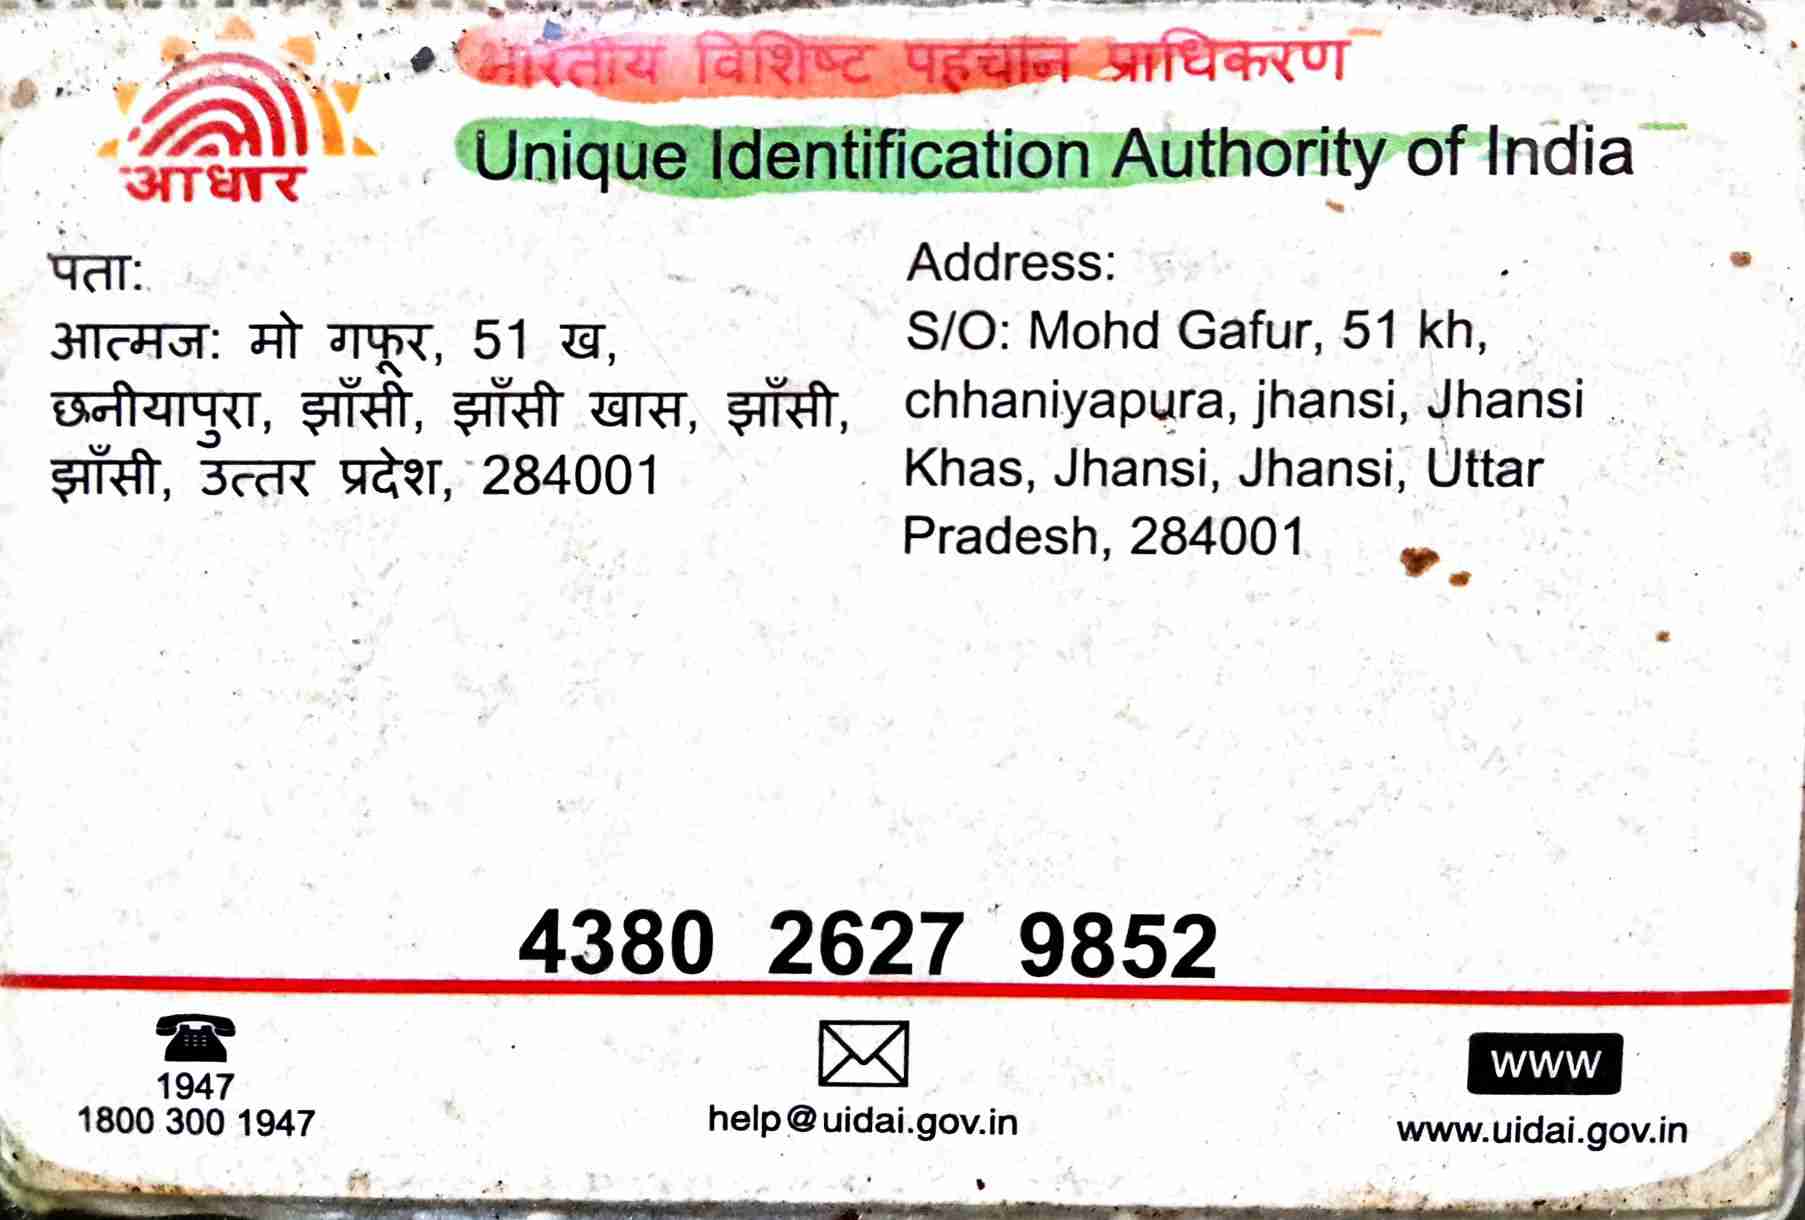 भारतीय विशिष्ट पहचान प्राधिकरण
Unique Identification Authority of India
आधार
पता:
आत्मज: मो गफूर, 51 ख,
छनीयापुरा, झाँसी, झाँसी खास, झाँसी,
झाँसी, उत्तर प्रदेश, 284001
Address:
S/O: Mohd Gafur, 51 kh,
chhaniyapura, jhansi, Jhansi
Khas, Jhansi, Jhansi, Uttar
Pradesh, 284001
4380 2627 9852
1947
1800 300 1947
help@uidai.gov.in
WWW
www.uidai.gov.in